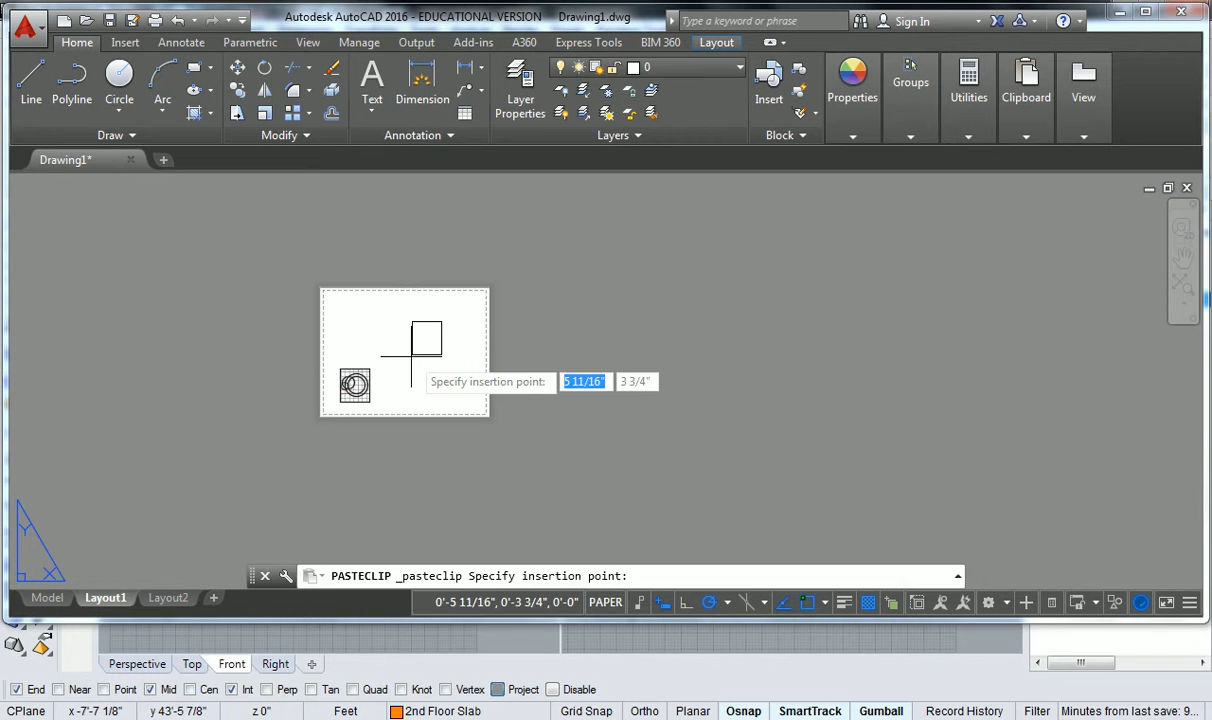 Autodesk AutoCAD 2016 - EDUCATIONAL VERSION Drawing1.dwg
Type a keyword or phrase
Sign In
Home Insert Annotate Parametric View Manage Output Add-ins A360 Express Tools BIM 360 Layout
0
Line Polyline Circle Arc
Text Dimension
Layer Properties
Insert
Properties Groups Utilities Clipboard View
Draw Modify Annotation Layers Block
Drawing1*
Specify insertion point: 5 11/16" 3 3/4"
Y
X
PASTECLIP _pasteclip Specify insertion point:
Model Layout1 Layout2
0'-5 11/16", 0'-3 3/4", 0'-0" PAPER
Perspective Top Front Right
End Near Point Mid Cen Int Perp Tan Quad Knot Vertex Project Disable
CPlane x -7'-7 1/8" y 43'-5 7/8" z 0" Feet 2nd Floor Slab Grid Snap Ortho Planar Osnap SmartTrack Gumball Record History Filter Minutes from last save: 9...